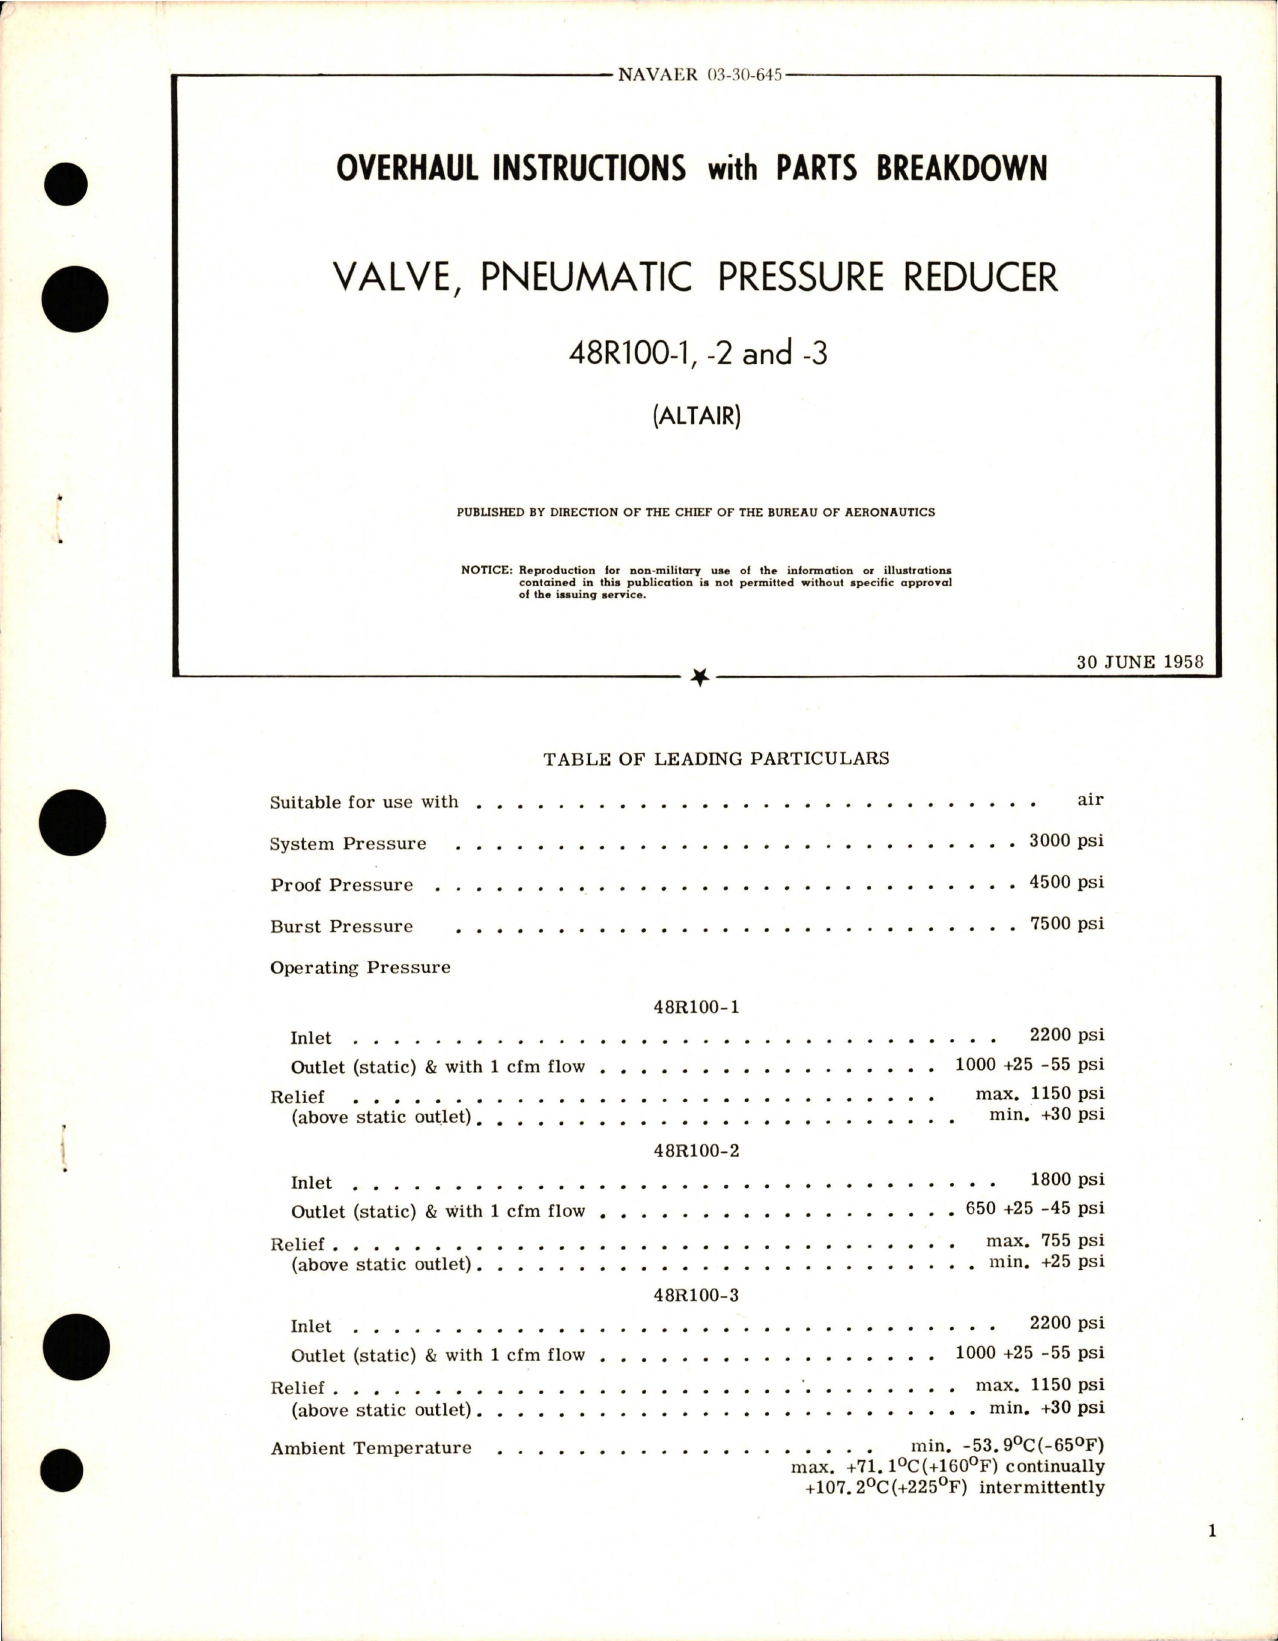 NAVAER 03-30-645
OVERHAUL INSTRUCTIONS with PARTS BREAKDOWN
VALVE, PNEUMATIC PRESSURE REDUCER
48R100-1, -2 and -3
(ALTAIR)
PUBLISHED BY DIRECTION OF THE CHIEF OF THE BUREAU OF AERONAUTICS
NOTICE: Reproduction for non-military use of the information or illustrations
contained in this publication is not permitted without specific approval
of the issuing service.
30 JUNE 1958
TABLE OF LEADING PARTICULARS
Suitable for use with . . . . . . . . . . . . . . . . . . . . . . . . . . . . air
System Pressure . . . . . . . . . . . . . . . . . . . . . . . . . . . . 3000 psi
Proof Pressure . . . . . . . . . . . . . . . . . . . . . . . . . . . . . 4500 psi
Burst Pressure . . . . . . . . . . . . . . . . . . . . . . . . . . . . 7500 psi
Operating Pressure
48R100-1
Inlet . . . . . . . . . . . . . . . . . . . . . . . . . . . . . . . . 2200 psi
Outlet (static) & with 1 cfm flow . . . . . . . . . . . . . . . . . 1000 +25 -55 psi
Relief . . . . . . . . . . . . . . . . . . . . . . . . . . . . . max. 1150 psi
(above static outlet) . . . . . . . . . . . . . . . . . . . . . . . . min. +30 psi
48R100-2
Inlet . . . . . . . . . . . . . . . . . . . . . . . . . . . . . . . . 1800 psi
Outlet (static) & with 1 cfm flow . . . . . . . . . . . . . . . . . . 650 +25 -45 psi
Relief . . . . . . . . . . . . . . . . . . . . . . . . . . . . . . . max. 755 psi
(above static outlet) . . . . . . . . . . . . . . . . . . . . . . . . . min. +25 psi
48R100-3
Inlet . . . . . . . . . . . . . . . . . . . . . . . . . . . . . . . . 2200 psi
Outlet (static) & with 1 cfm flow . . . . . . . . . . . . . . . . . 1000 +25 -55 psi
Relief . . . . . . . . . . . . . . . . . . . . . . . . . . . . . . . max. 1150 psi
(above static outlet) . . . . . . . . . . . . . . . . . . . . . . . . . min. +30 psi
Ambient Temperature . . . . . . . . . . . . . . . . . . . min. -53.9°C(-65°F)
max. +71.1°C(+160°F) continually
+107.2°C(+225°F) intermittently
1